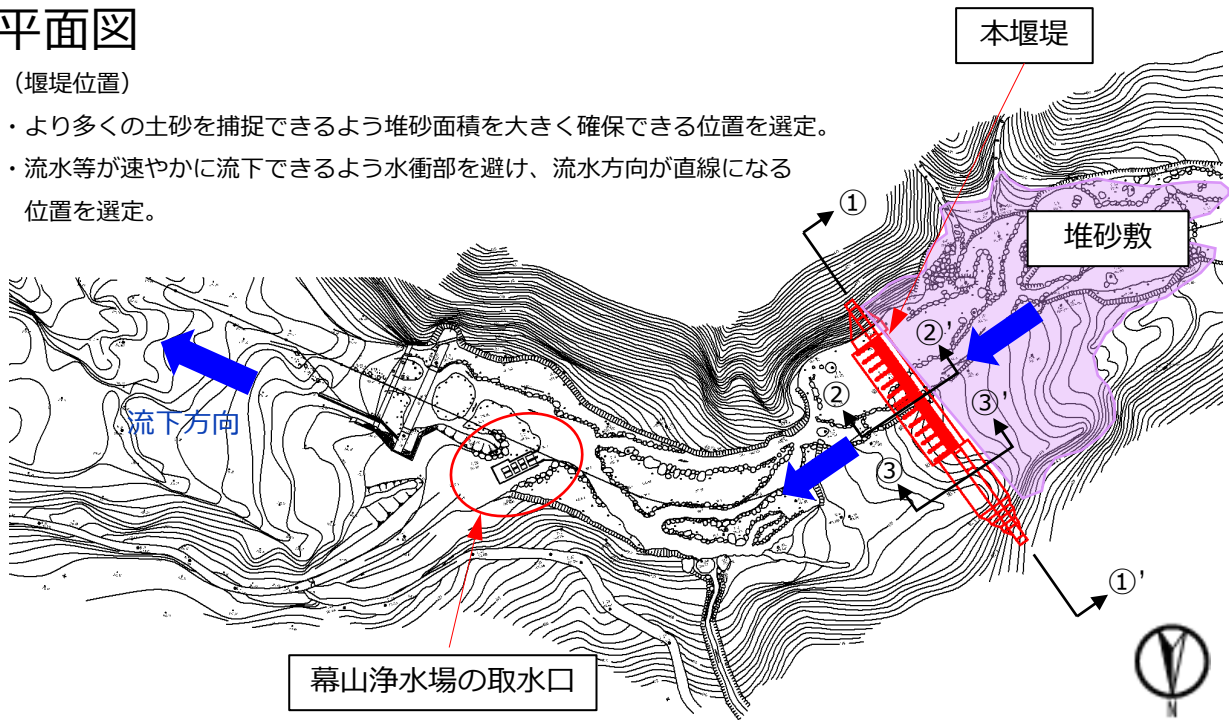 平面図
本堰堤
（堰堤位置）
・より多くの土砂を捕捉できるよう堆砂面積を大きく確保できる位置を選定。
・流水等が速やかに流下できるよう水衝部を避け、流水方向が直線になる
位置を選定。
①
堆砂敷
②'
③'
流下方向
②
③
①'
幕山浄水場の取水口
N